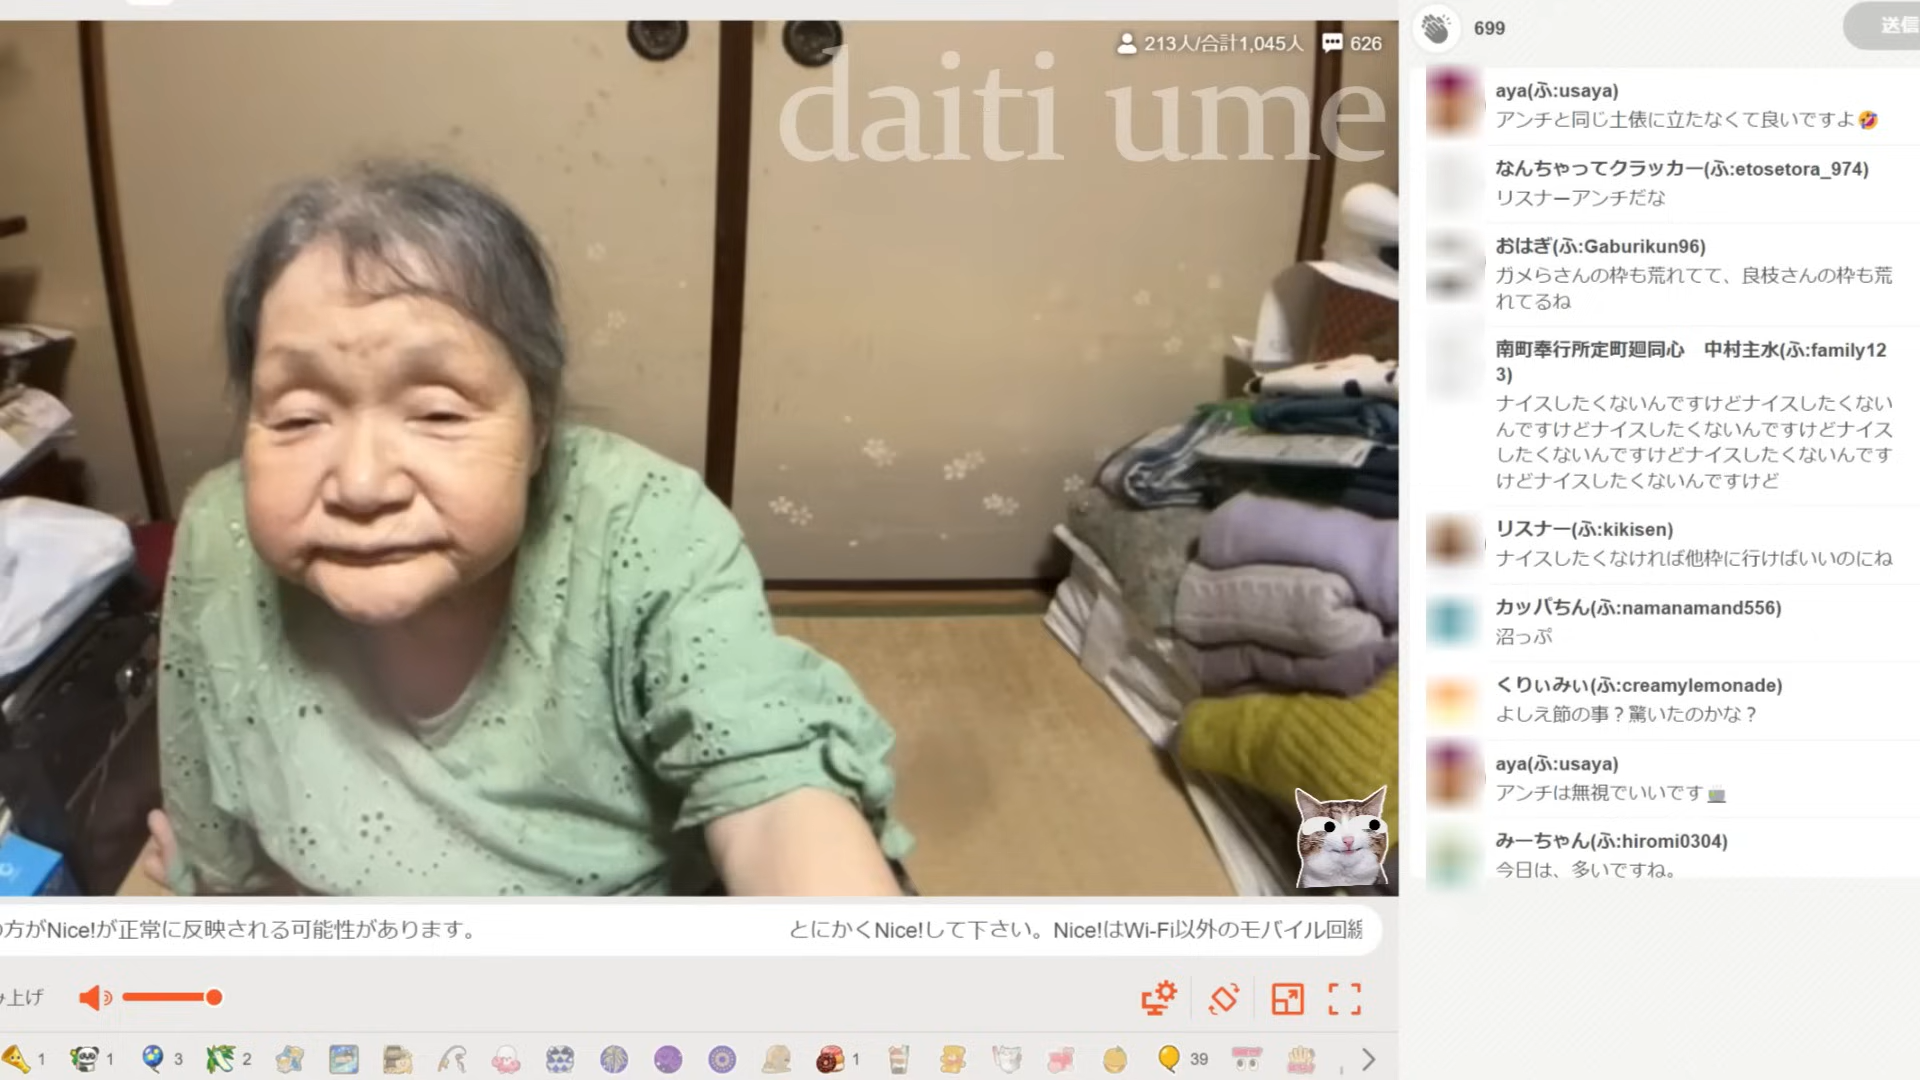 213人/合計1,045人 626
daiti ume
699
送信
aya(ふ:usaya)
アンチと同じ土俵に立たなくて良いですよ🤣
なんちゃってクラッカー(ふ:etosetora_974)
リスナーアンチだな
おはぎ(ふ:Gaburikun96)
ガメらさんの枠も荒れてて、良枝さんの枠も荒
れてるね
南町奉行所定町廻同心　中村主水(ふ:family12
3)
ナイスしたくないんですけどナイスしたくない
んですけどナイスしたくないんですけどナイス
したくないんですけどナイスしたくないんです
けどナイスしたくないんですけど
リスナー(ふ:kikisen)
ナイスしたくなければ他枠に行けばいいのにね
カッパちん(ふ:namanamand556)
沼っぷ
くりぃみぃ(ふ:creamylemonade)
よしえ節の事？驚いたのかな？
aya(ふ:usaya)
アンチは無視でいいです
みーちゃん(ふ:hiromi0304)
今日は、多いですね。
の方がNice!が正常に反映される可能性があります。 とにかくNice!して下さい。Nice!はWi-Fi以外のモバイル回線
み上げ
1 1 3 2 1 39